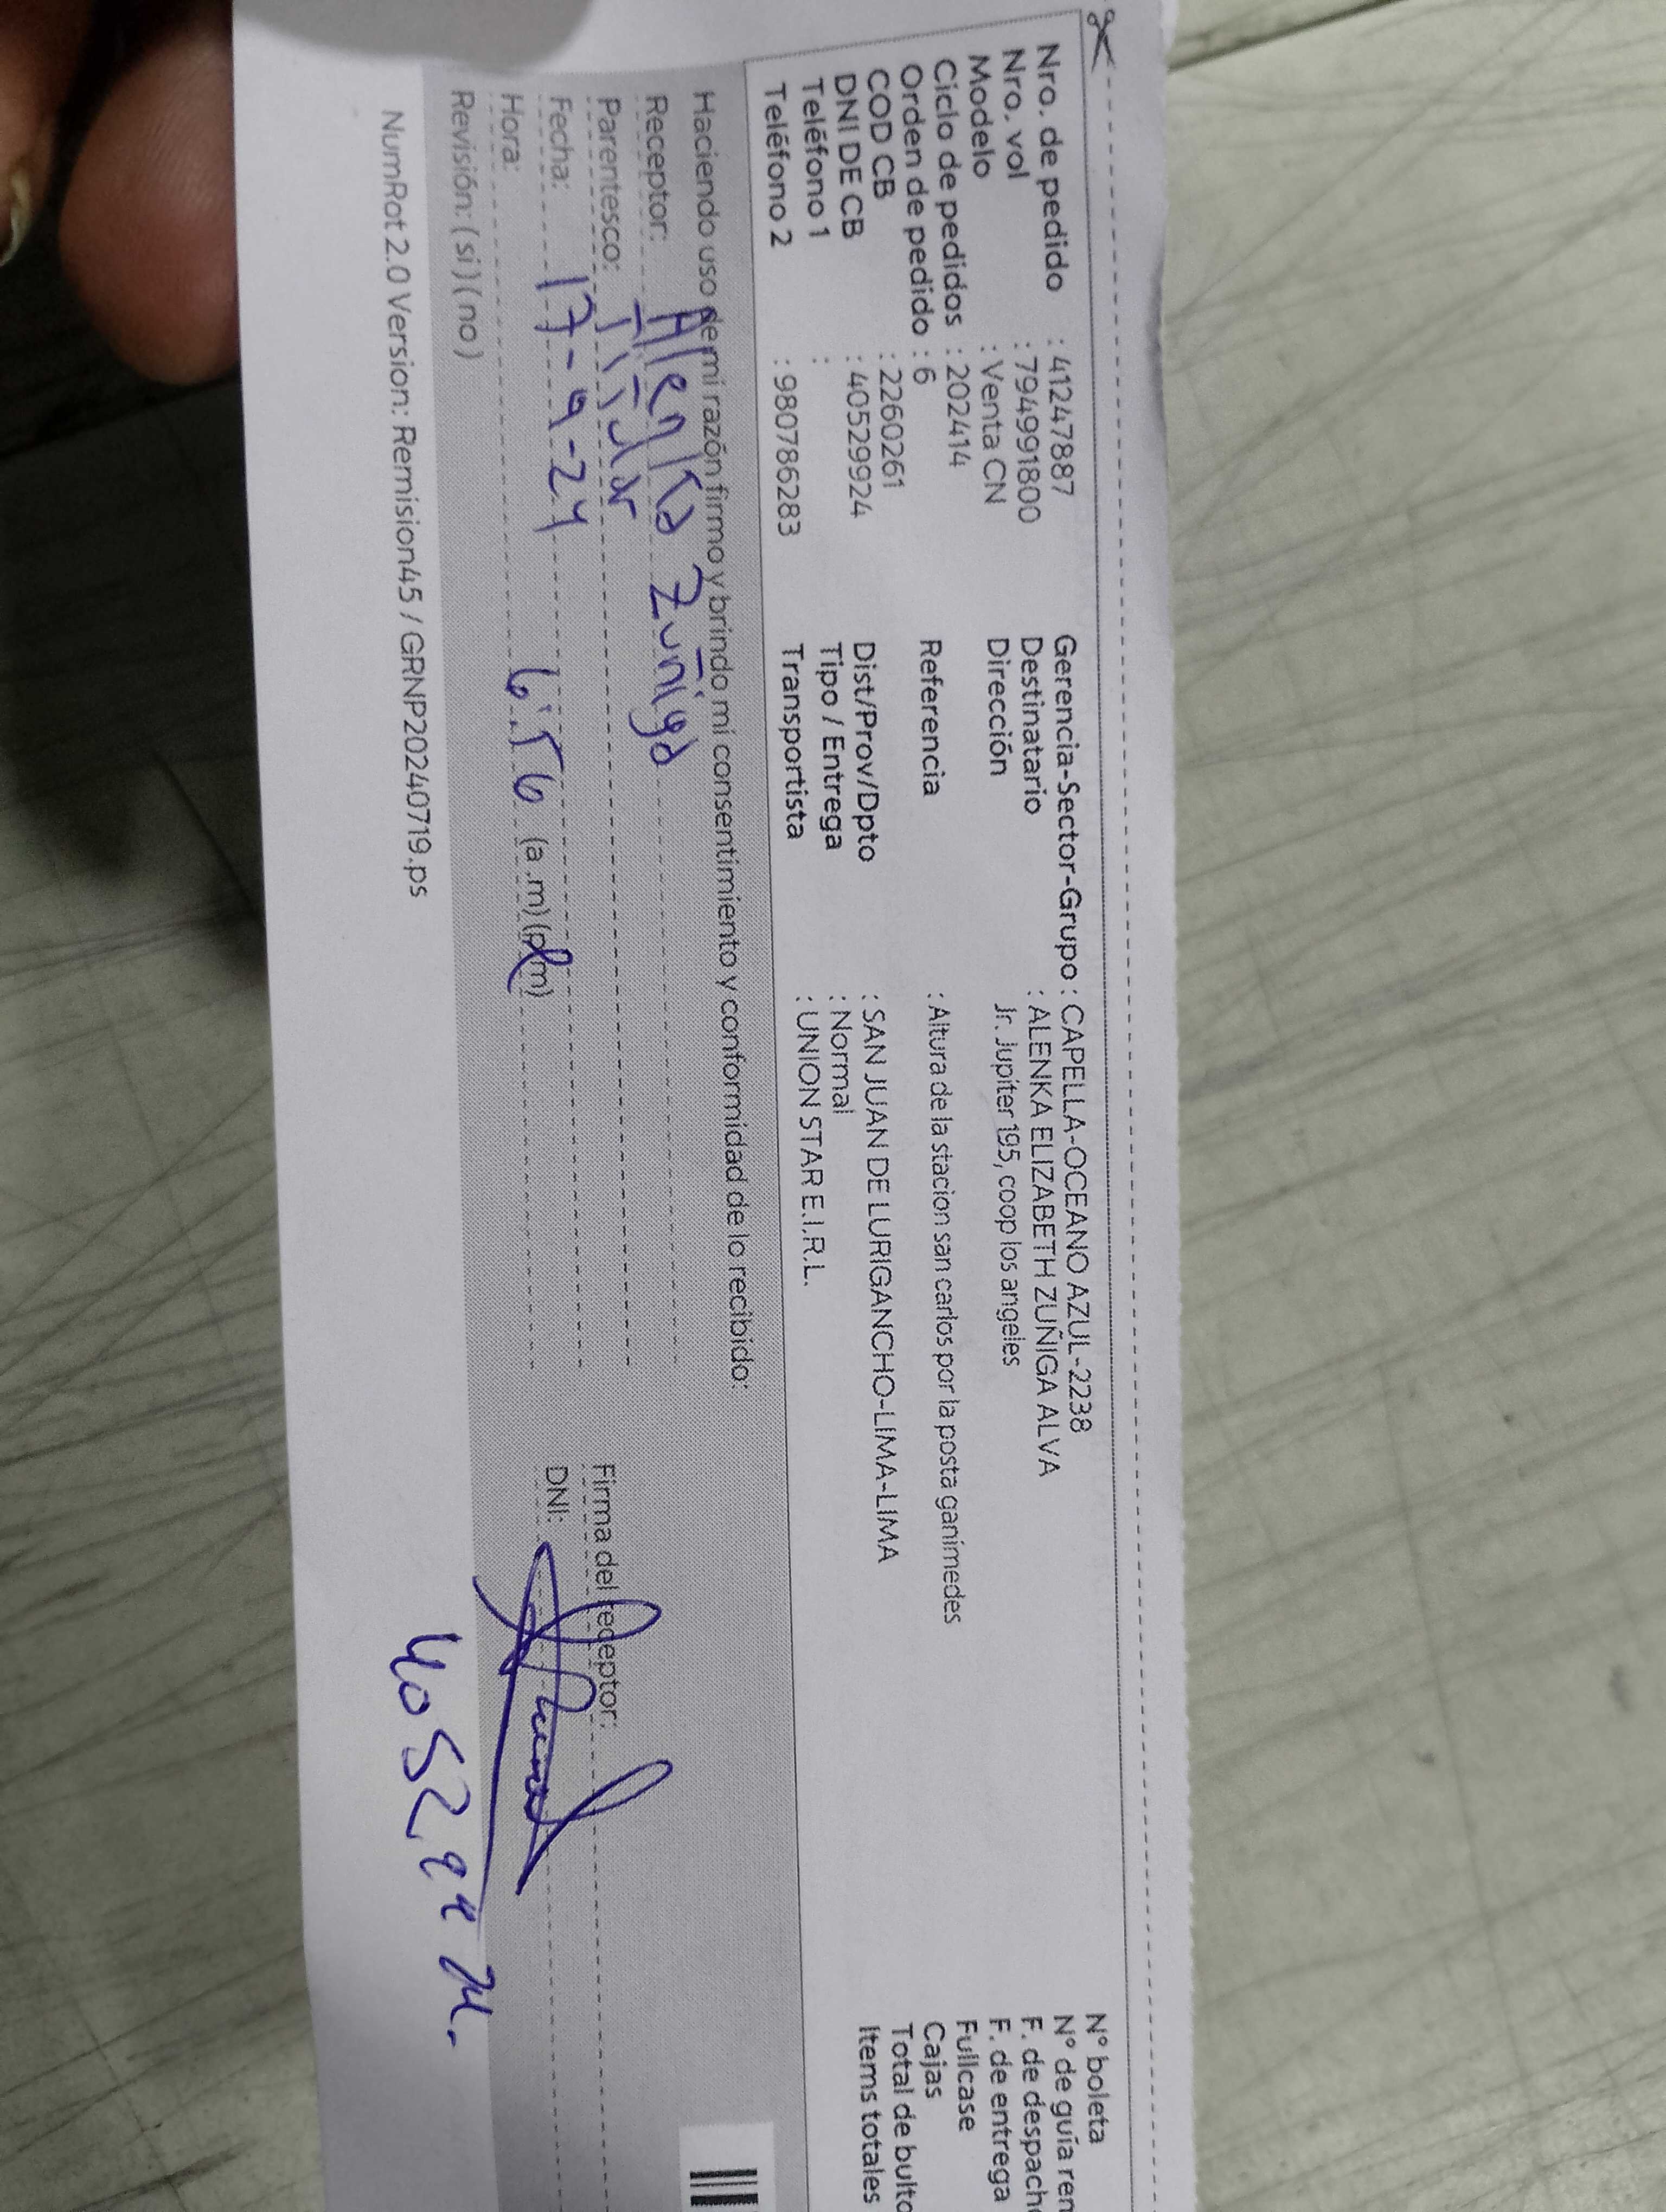 Nro. de pedido : 41247887
Nro. vol : 7949991800
Modelo : Venta CN
Ciclo de pedidos : 202414
Orden de pedido : 6
COD CB : 2260261
DNI DE CB : 40529924
Teléfono 1 :
Teléfono 2 : 980786283
Gerencia-Sector-Grupo : CAPELLA-OCEANO AZUL-2238
Destinatario : ALENKA ELIZABETH ZUÑIGA ALVA
Dirección Jr. Jupiter 195, coop los angeles
Referencia : Altura de la stacion san carlos por la posta ganimedes
Dist/Prov/Dpto : SAN JUAN DE LURIGANCHO-LIMA-LIMA
Tipo / Entrega : Normal
Transportista : UNION STAR E.I.R.L.
N° boleta
N° de guía rem
F. de despach
F. de entrega
Fullcase
Cajas
Total de bulto
Items totales
Haciendo uso de mi razón firmo y brindo mi consentimiento y conformidad de lo recibido:
Receptor: Alenka Zuñiga
Parentesco: Titular
Fecha: 17-9-24
Hora: 6:56 (a.m) (p.m)
Revisión: (si) (no)
Firma del receptor:
DNI:
40529924.
NumRot 2.0 Version: Remision45 / GRNP20240719.ps